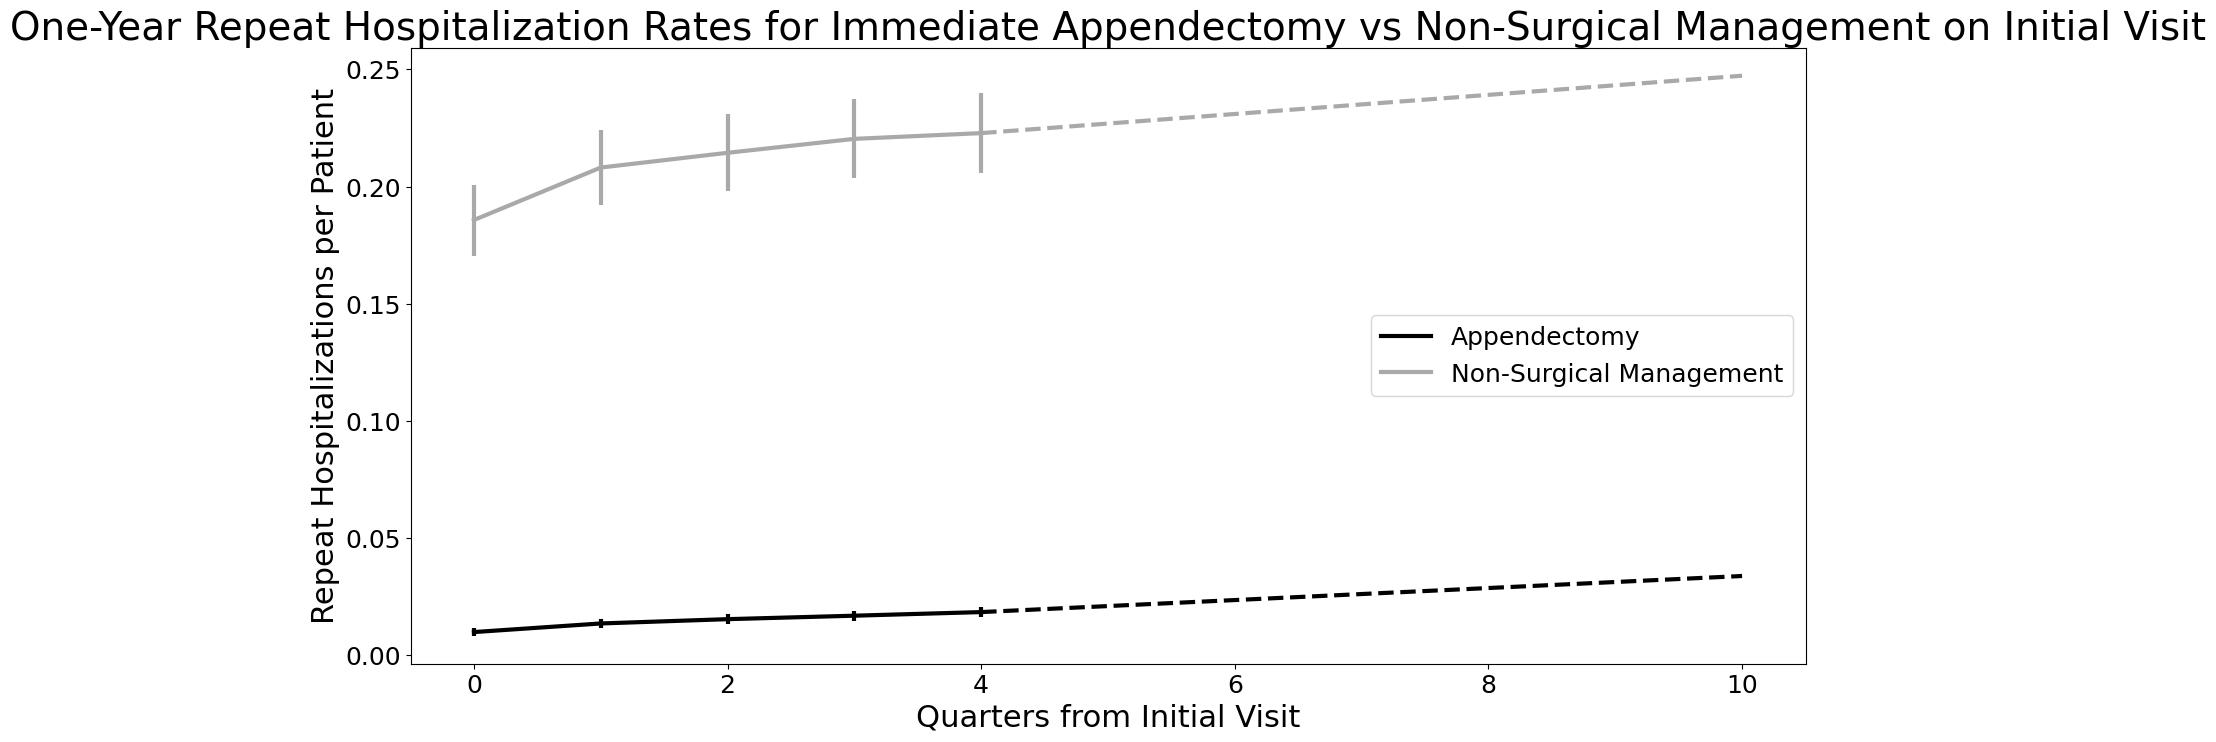 One-Year Repeat Hospitalization Rates for Immediate Appendectomy vs Non-Surgical Management on Initial Visit
Repeat Hospitalizations per Patient
0.25
0.20
0.15
0.10
0.05
0.00
Appendectomy
Non-Surgical Management
0 2 4 6 8 10
Quarters from Initial Visit